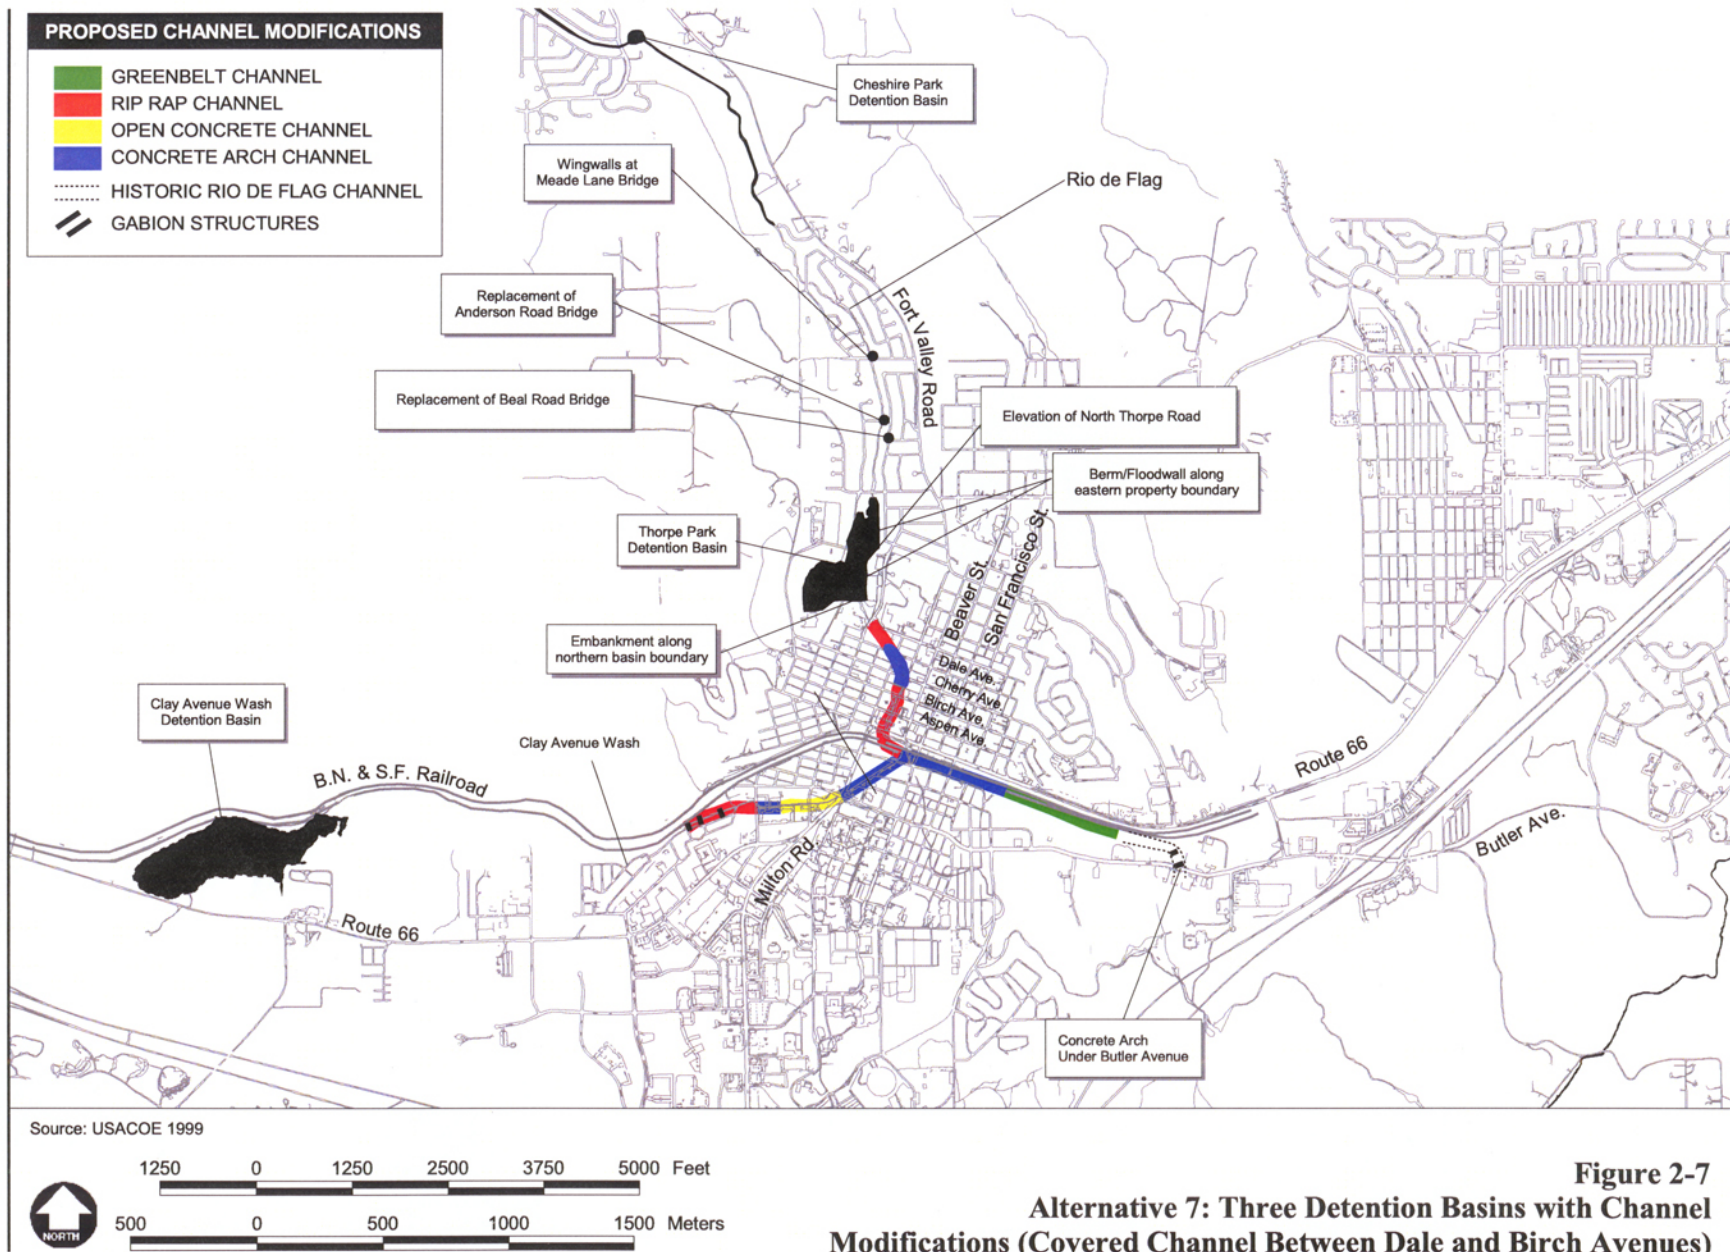 PROPOSED CHANNEL MODIFICATIONS
GREENBELT CHANNEL
RIP RAP CHANNEL
OPEN CONCRETE CHANNEL
CONCRETE ARCH CHANNEL
HISTORIC RIO DE FLAG CHANNEL
GABION STRUCTURES
Cheshire Park
Detention Basin
Wingwalls at
Meade Lane Bridge
Rio de Flag
Replacement of
Anderson Road Bridge
Fort Valley Road
Replacement of Beal Road Bridge
Elevation of North Thorpe Road
Berm/Floodwall along
eastern property boundary
Thorpe Park
Detention Basin
Beaver St.
San Francisco St.
Embankment along
northern basin boundary
Dale Ave.
Cherry Ave.
Birch Ave.
Aspen Ave.
Clay Avenue Wash
Detention Basin
Clay Avenue Wash
B.N. & S.F. Railroad
Route 66
Butler Ave.
Milton Rd.
Route 66
Concrete Arch
Under Butler Avenue
Source: USACOE 1999
1250 0 1250 2500 3750 5000 Feet
500 0 500 1000 1500 Meters
NORTH
Figure 2-7
Alternative 7: Three Detention Basins with Channel
Modifications (Covered Channel Between Dale and Birch Avenues)